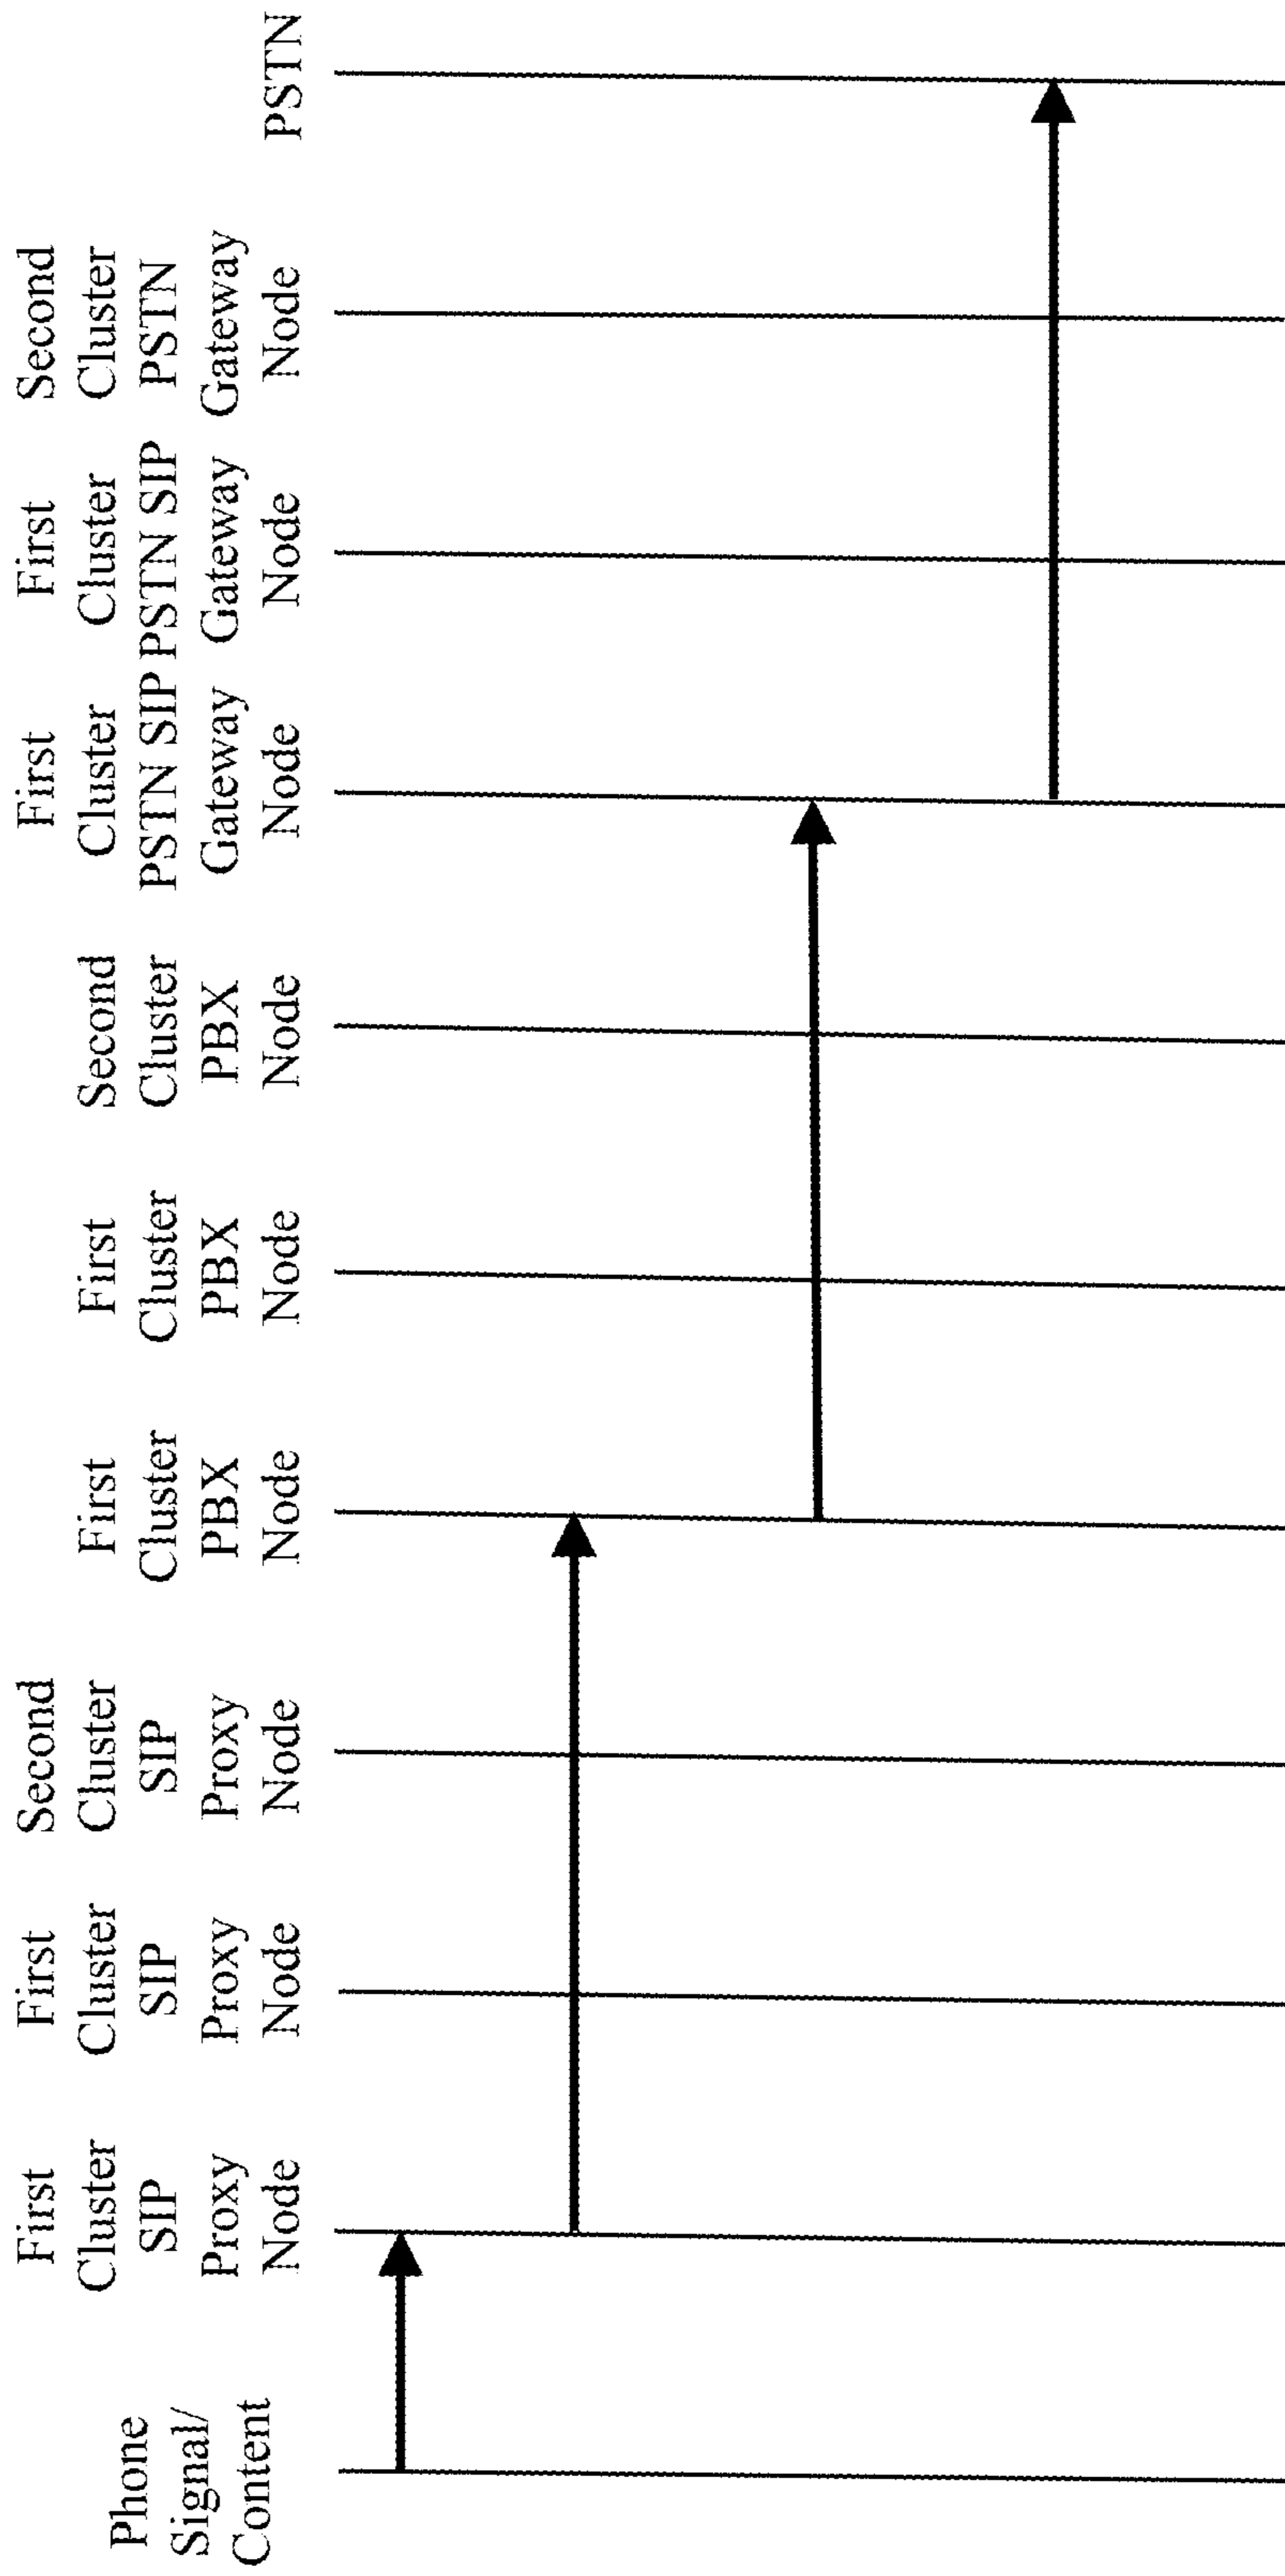 Phone
Signal/
Content
First
Cluster
SIP
Proxy
Node
First
Cluster
SIP
Proxy
Node
Second
Cluster
SIP
Proxy
Node
First
Cluster
PBX
Node
First
Cluster
PBX
Node
Second
Cluster
PBX
Node
First
Cluster
PSTN SIP
Gateway
Node
First
Cluster
PSTN SIP
Gateway
Node
Second
Cluster
PSTN
Gateway
Node
PSTN